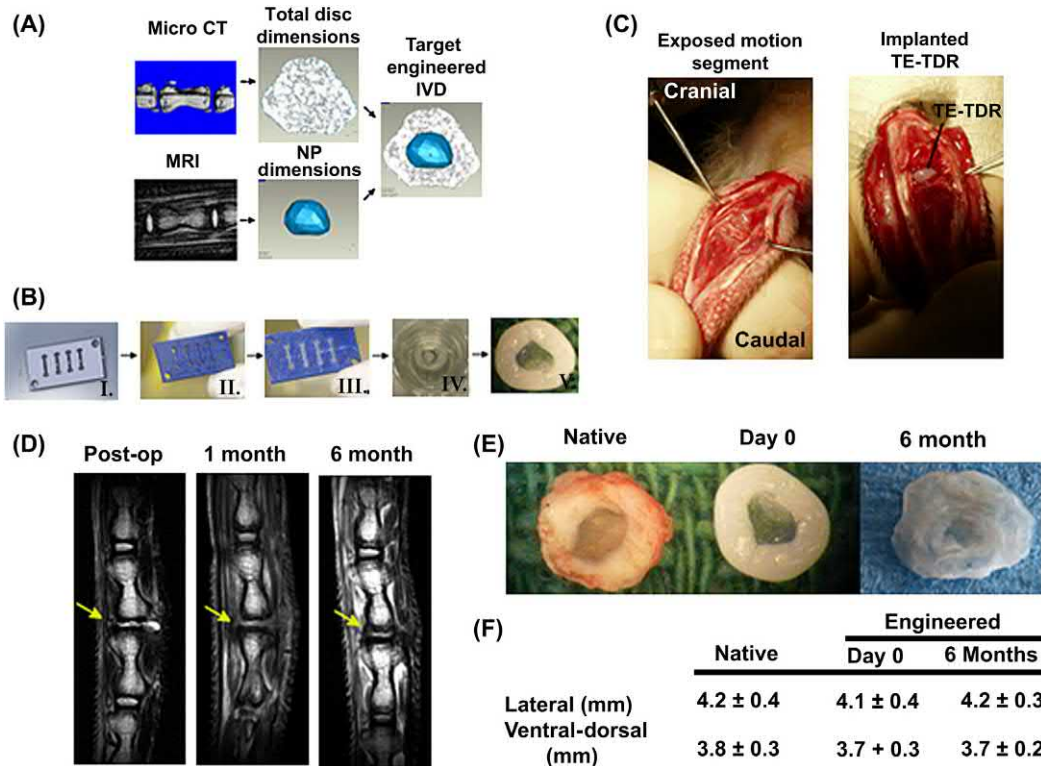 (A)
Micro CT
Total disc
dimensions
Target
engineered
IVD
MRI
NP
dimensions
(B)
I.
II.
III.
IV.
V.
(C)
Exposed motion
segment
Implanted
TE-TDR
Cranial
Caudal
TE-TDR
(D)
Post-op
1 month
6 month
(E)
Native
Day 0
6 month
(F)
Engineered
Native
Day 0
6 Months
Lateral (mm)
4.2 ± 0.4
4.1 ± 0.4
4.2 ± 0.3
Ventral-dorsal
(mm)
3.8 ± 0.3
3.7 + 0.3
3.7 ± 0.2